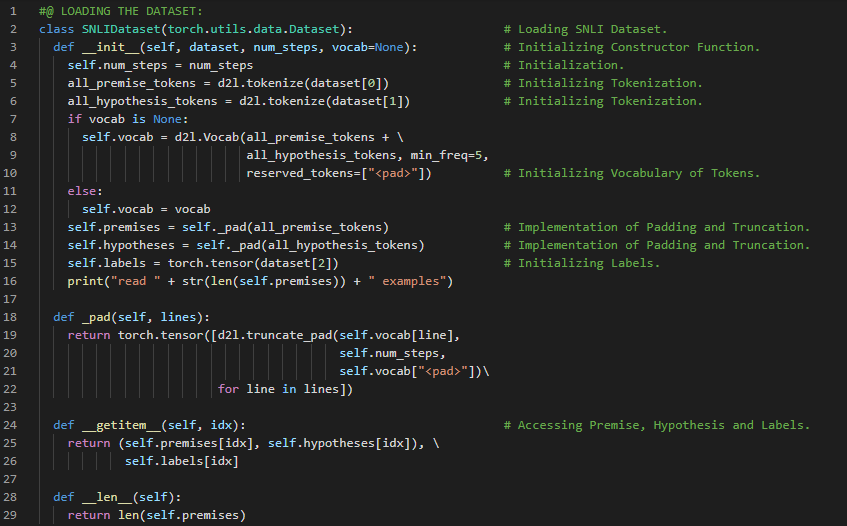 1 #@ LOADING THE DATASET:
2 class SNLIDataset(torch.utils.data.Dataset): # Loading SNLI Dataset.
3 def __init__(self, dataset, num_steps, vocab=None): # Initializing Constructor Function.
4 self.num_steps = num_steps # Initialization.
5 all_premise_tokens = d2l.tokenize(dataset[0]) # Initializing Tokenization.
6 all_hypothesis_tokens = d2l.tokenize(dataset[1]) # Initializing Tokenization.
7 if vocab is None:
8 self.vocab = d2l.Vocab(all_premise_tokens + \
9 all_hypothesis_tokens, min_freq=5,
10 reserved_tokens=["<pad>"]) # Initializing Vocabulary of Tokens.
11 else:
12 self.vocab = vocab
13 self.premises = self._pad(all_premise_tokens) # Implementation of Padding and Truncation.
14 self.hypotheses = self._pad(all_hypothesis_tokens) # Implementation of Padding and Truncation.
15 self.labels = torch.tensor(dataset[2]) # Initializing Labels.
16 print("read " + str(len(self.premises)) + " examples")
17
18 def _pad(self, lines):
19 return torch.tensor([d2l.truncate_pad(self.vocab[line],
20 self.num_steps,
21 self.vocab["<pad>"])\
22 for line in lines])
23
24 def __getitem__(self, idx): # Accessing Premise, Hypothesis and Labels.
25 return (self.premises[idx], self.hypotheses[idx]), \
26 self.labels[idx]
27
28 def __len__(self):
29 return len(self.premises)